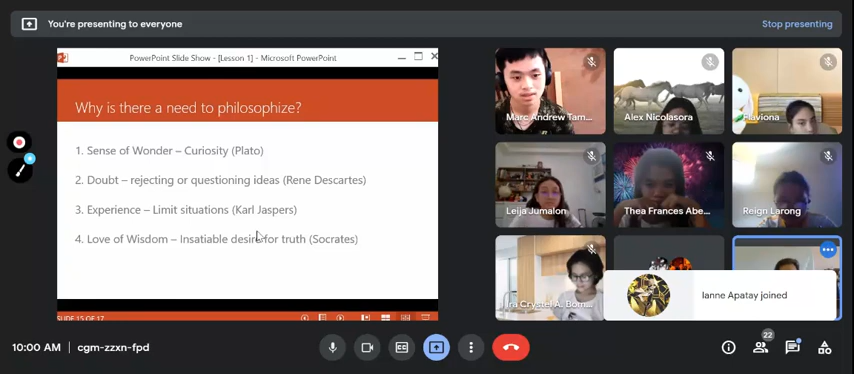 You're presenting to everyone
Stop presenting
PowerPoint Slide Show - [Lesson 1] - Microsoft PowerPoint
Why is there a need to philosophize?
1. Sense of Wonder – Curiosity (Plato)
2. Doubt – rejecting or questioning ideas (Rene Descartes)
3. Experience – Limit situations (Karl Jaspers)
4. Love of Wisdom – Insatiable desire for truth (Socrates)
SLIDE 15 OF 17
Marc Andrew Tam...
Alex Nicolasora
Flaviona
Leija Jumalon
Thea Frances Abe...
Reign Larong
Ira Crystel A. Bom...
Ianne Apatay joined
10:00 AM | cgm-zzxn-fpd
22